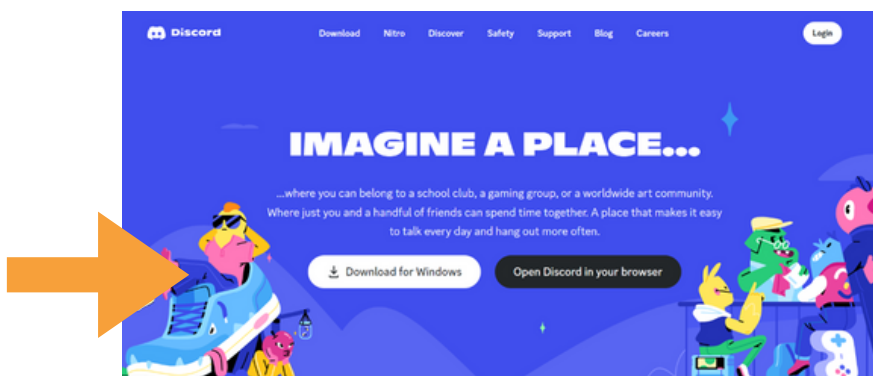 Discord
Download Nitro Discover Safety Support Blog Careers
Login
IMAGINE A PLACE...
...where you can belong to a school club, a gaming group, or a worldwide art community.
Where just you and a handful of friends can spend time together. A place that makes it easy
to talk every day and hang out more often.
Download for Windows
Open Discord in your browser